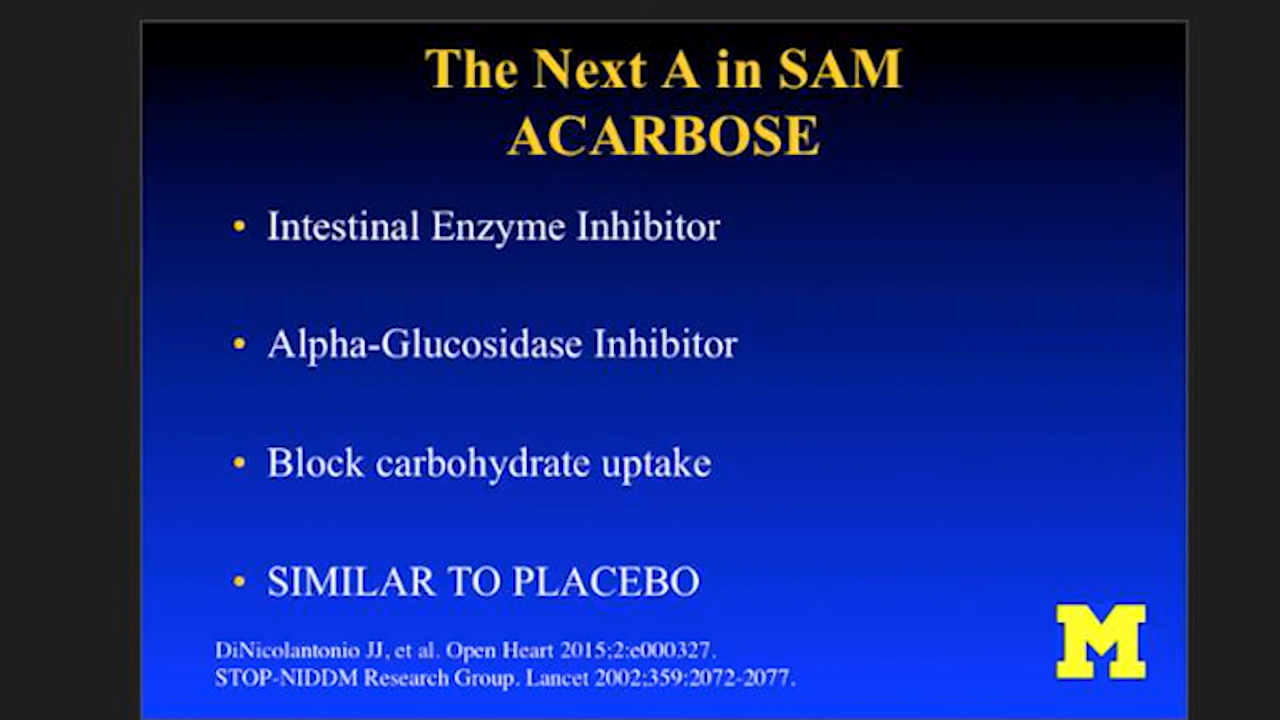 The Next A in SAM
ACARBOSE
• Intestinal Enzyme Inhibitor
• Alpha-Glucosidase Inhibitor
• Block carbohydrate uptake
• SIMILAR TO PLACEBO
DiNicolantonio JJ, et al. Open Heart 2015;2:e000327.
STOP-NIDDM Research Group. Lancet 2002;359:2072-2077.
M